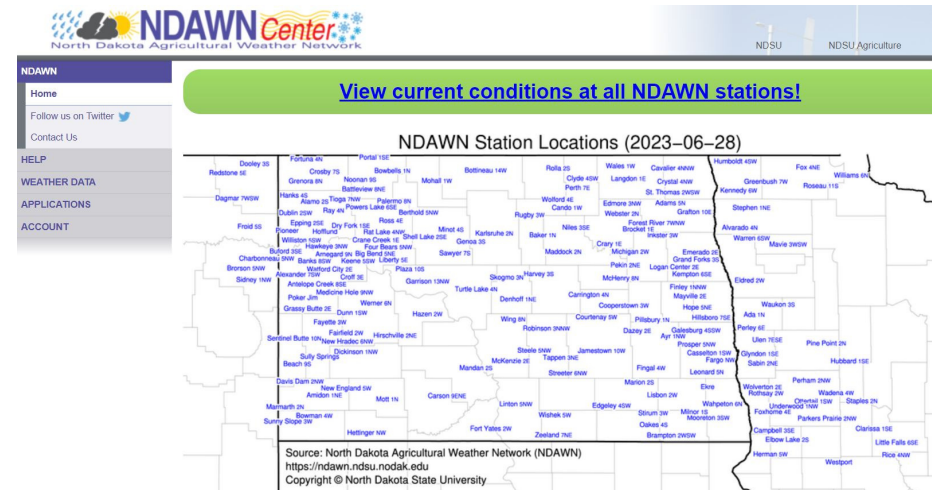 NDAWN Center
North Dakota Agricultural Weather Network
NDSU NDSU Agriculture
NDAWN
Home
Follow us on Twitter
Contact Us
HELP
WEATHER DATA
APPLICATIONS
ACCOUNT
View current conditions at all NDAWN stations!
NDAWN Station Locations (2023–06–28)
Dooley 3S
Fortuna 4N
Portal 1SE
Redstone 5E
Crosby 7S
Bowbells 1N
Bottineau 14W
Rolla 2S
Wales 1W
Cavalier 4NNW
Humboldt 4SW
Fox 4NE
Williams 6N
Grenora 8N
Noonan 9S
Mohall 1W
Clyde 4SW
Langdon 1E
Crystal 4NW
Greenbush 7W
Roseau 11S
Battleview 8NE
Perth 7E
St. Thomas 2WSW
Kennedy 6W
Dagmar 7WSW
Hanks 4S
Alamo 2S
Tioga 7NW
Palermo 6N
Wolford 4E
Edmore 3NW
Adams 5N
Stephen 1NE
Ray 4N
Powers Lake 6SE
Berthold 5NW
Cando 1W
Dublin 2SW
Rugby 3W
Webster 2N
Grafton 10E
Epping 2SE
Ross 4E
Forest River 7WNW
Froid 5S
Pioneer
Dry Fork 1SE
Minot 4S
Niles 3SE
Brocket 1E
Alvarado 4N
Hofflund
Rat Lake 4NW
Shell Lake 2SE
Karlsruhe 2N
Baker 1N
Inkster 3W
Warren 6SW
Williston 5SW
Crane Creek 1E
Genoa 3S
Crary 1E
Mavie 3WSW
Hawkeye 3NW
Four Bears 5NW
Buford 3SE
Amegard 9N
Big Bend 5NE
Sawyer 7S
Maddock 2N
Michigan 2W
Emerado 2E
Charbonneau 5NW
Banks 8SW
Keene 5SW
Liberty 5E
Grand Forks 3S
Brorson 5NW
Watford City 2E
Plaza 10S
Pekin 2NE
Logan Center 2E
Alexander 7SW
Croff 3E
Skogmo 3N
Harvey 3S
McHenry 8N
Kempton 6SE
Sidney 1NW
Antelope Creek 8SE
Garrison 13NW
Turtle Lake 4N
Finley 1NNW
Eldred 2W
Medicine Hole 9NW
Carrington 4N
Mayville 2E
Poker Jim
Werner 6N
Denhoff 1NE
Waukon 3S
Grassy Butte 2E
Cooperstown 3W
Hope 5NE
Dunn 1SW
Hazen 2W
Wing 8N
Courtenay 5W
Pillsbury 1N
Hillsboro 7SE
Ada 1N
Fayette 3W
Robinson 3NNW
Dazey 2E
Galesburg 4SSW
Perley 6E
Fairfield 2W
Hirschville 2NE
Ayr 1NW
Sentinel Butte 10N
New Hradec 6NW
Prosper 5NW
Ulen 7ESE
Pine Point 2N
Dickinson 1NW
Steele 5NW
Jamestown 10W
Casselton 1SW
Glyndon 1SE
Sully Springs
McKenzie 2E
Tappen 3NE
Fargo NW
Hubbard 1SE
Beach 9S
Mandan 2S
Fingal 4W
Sabin 2NE
Streeter 6NW
Leonard 5N
Davis Dam 2NW
Marion 2S
Ekre
Wolverton 2E
Perham 2NW
New England 5W
Carson 9ENE
Lisbon 2W
Rothsay 2W
Wadena 4W
Amidon 1NE
Mott 1N
Ottertail 1SW
Staples 2N
Marmarth 2N
Linton 5NW
Edgeley 4SW
Wahpeton 6N
Underwood 1NW
Bowman 4W
Wishek 5W
Stirum 3W
Milnor 1S
Foxhome 4E
Sunny Slope 3W
Mooreton 3SW
Parkers Prairie 2NW
Hettinger NW
Fort Yates 2W
Zeeland 7NE
Oakes 4S
Campbell 3SE
Clarissa 1SE
Brampton 2WSW
Elbow Lake 2S
Little Falls 6SE
Herman 5W
Westport
Rice 4NW
Source: North Dakota Agricultural Weather Network (NDAWN)
https://ndawn.ndsu.nodak.edu
Copyright © North Dakota State University